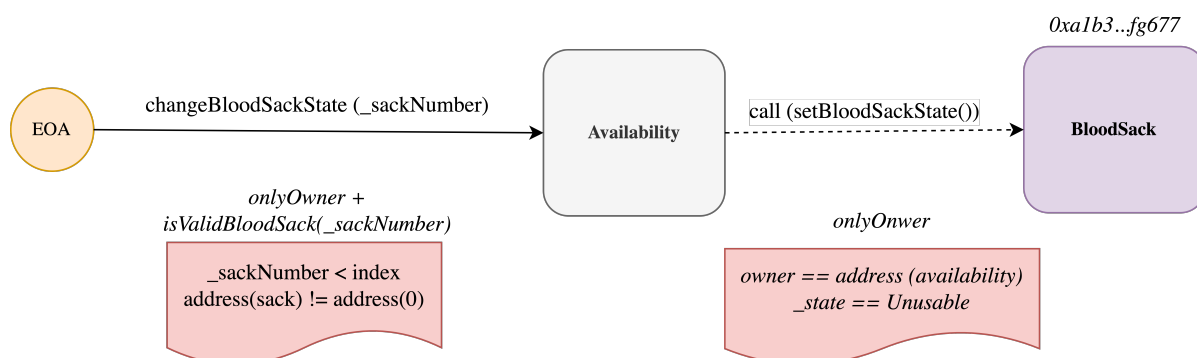 0xa1b3...fg677
changeBloodSackState (_sackNumber)
call (setBloodSackState())
EOA
Availability
BloodSack
onlyOwner +
isValidBloodSack(_sackNumber)
onlyOnwer
_sackNumber < index
address(sack) != address(0)
owner == address (availability)
_state == Unusable